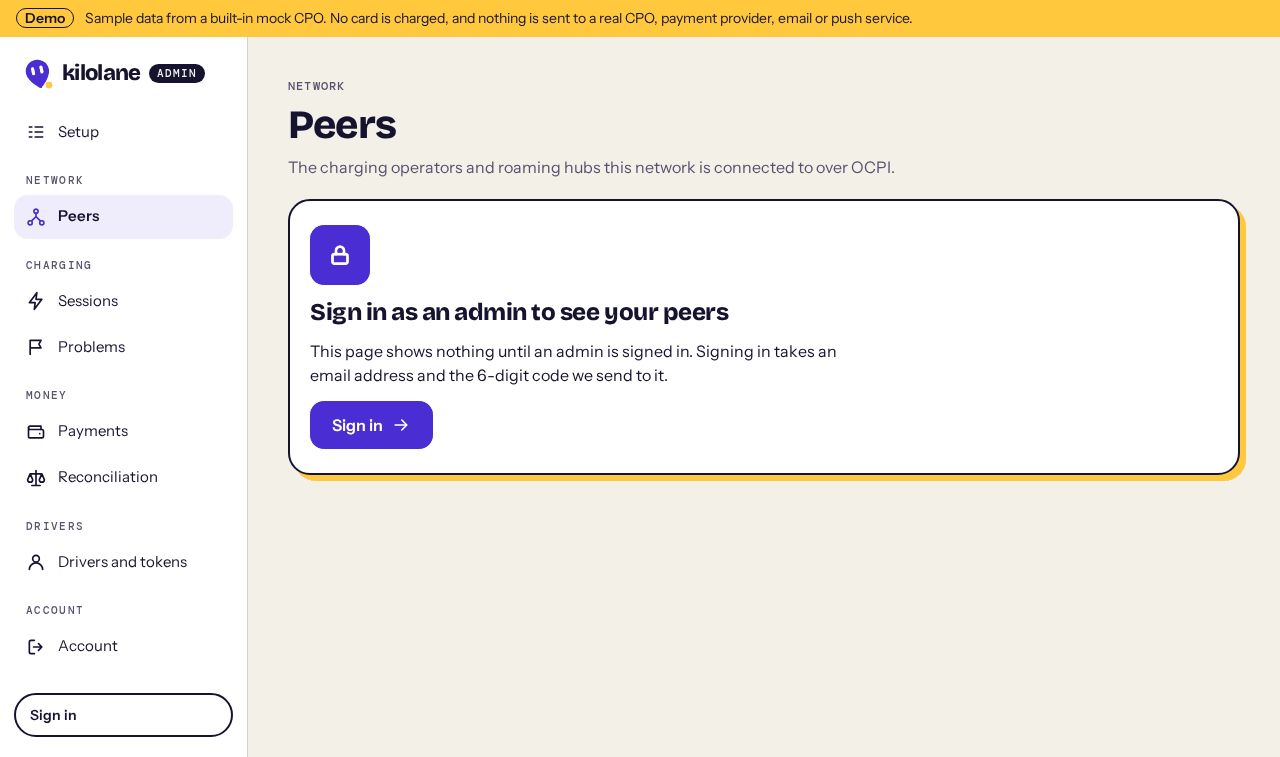 Demo Sample data from a built-in mock CPO. No card is charged, and nothing is sent to a real CPO, payment provider, email or push service.
kilolane ADMIN
Setup
NETWORK
Peers
CHARGING
Sessions
Problems
MONEY
Payments
Reconciliation
DRIVERS
Drivers and tokens
ACCOUNT
Account
Sign in
NETWORK
Peers
The charging operators and roaming hubs this network is connected to over OCPI.
Sign in as an admin to see your peers
This page shows nothing until an admin is signed in. Signing in takes an
email address and the 6-digit code we send to it.
Sign in